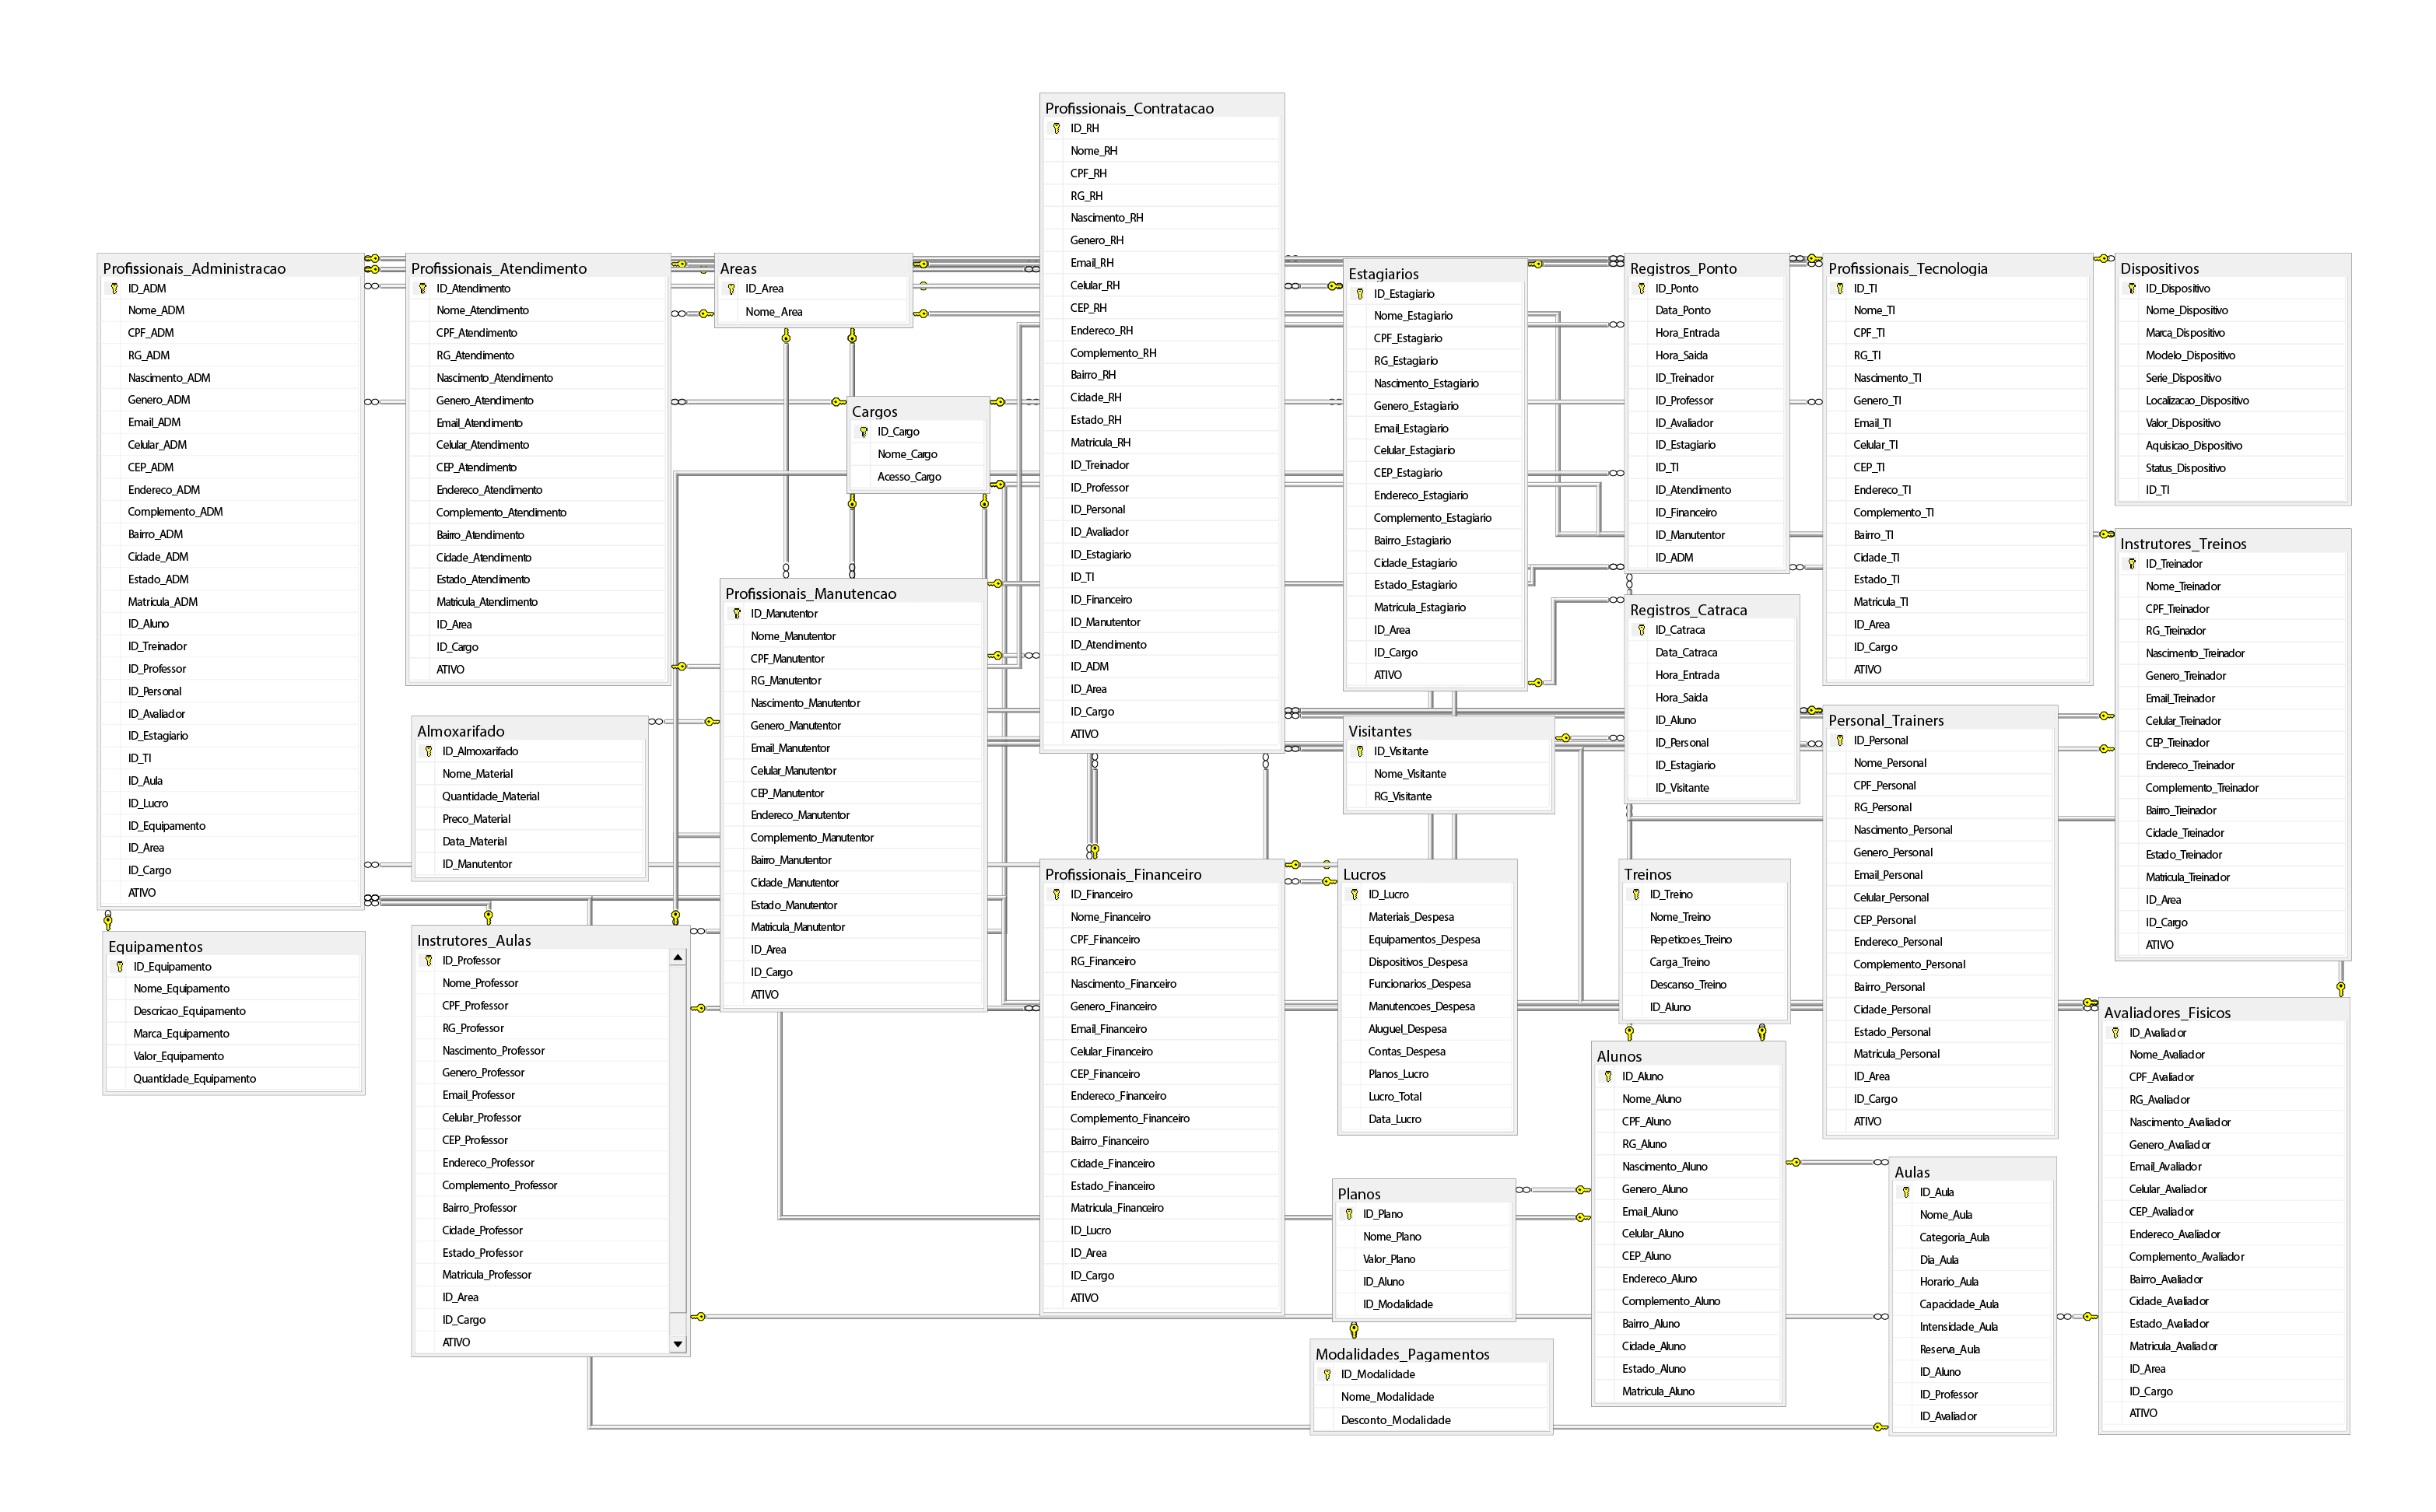 Profissionais_Contratacao
ID_RH
Nome_RH
CPF_RH
RG_RH
Nascimento_RH
Genero_RH
Email_RH
Celular_RH
CEP_RH
Endereco_RH
Complemento_RH
Bairro_RH
Cidade_RH
Estado_RH
Matricula_RH
ID_Treinador
ID_Professor
ID_Personal
ID_Avaliador
ID_Estagiario
ID_TI
ID_Financeiro
ID_Manutentor
ID_Atendimento
ID_ADM
ID_Area
ID_Cargo
ATIVO
Profissionais_Administracao
ID_ADM
Nome_ADM
CPF_ADM
RG_ADM
Nascimento_ADM
Genero_ADM
Email_ADM
Celular_ADM
CEP_ADM
Endereco_ADM
Complemento_ADM
Bairro_ADM
Cidade_ADM
Estado_ADM
Matricula_ADM
ID_Aluno
ID_Treinador
ID_Professor
ID_Personal
ID_Avaliador
ID_Estagiario
ID_TI
ID_Aula
ID_Lucro
ID_Equipamento
ID_Area
ID_Cargo
ATIVO
Profissionais_Atendimento
ID_Atendimento
Nome_Atendimento
CPF_Atendimento
RG_Atendimento
Nascimento_Atendimento
Genero_Atendimento
Email_Atendimento
Celular_Atendimento
CEP_Atendimento
Endereco_Atendimento
Complemento_Atendimento
Bairro_Atendimento
Cidade_Atendimento
Estado_Atendimento
Matricula_Atendimento
ID_Area
ID_Cargo
ATIVO
Areas
ID_Area
Nome_Area
Cargos
ID_Cargo
Nome_Cargo
Acesso_Cargo
Estagiarios
ID_Estagiario
Nome_Estagiario
CPF_Estagiario
RG_Estagiario
Nascimento_Estagiario
Genero_Estagiario
Email_Estagiario
Celular_Estagiario
CEP_Estagiario
Endereco_Estagiario
Complemento_Estagiario
Bairro_Estagiario
Cidade_Estagiario
Estado_Estagiario
Matricula_Estagiario
ID_Area
ID_Cargo
ATIVO
Registros_Ponto
ID_Ponto
Data_Ponto
Hora_Entrada
Hora_Saida
ID_Treinador
ID_Professor
ID_Avaliador
ID_Estagiario
ID_TI
ID_Atendimento
ID_Financeiro
ID_Manutentor
ID_ADM
Profissionais_Tecnologia
ID_TI
Nome_TI
CPF_TI
RG_TI
Nascimento_TI
Genero_TI
Email_TI
Celular_TI
CEP_TI
Endereco_TI
Complemento_TI
Bairro_TI
Cidade_TI
Estado_TI
Matricula_TI
ID_Area
ID_Cargo
ATIVO
Dispositivos
ID_Dispositivo
Nome_Dispositivo
Marca_Dispositivo
Modelo_Dispositivo
Serie_Dispositivo
Localizacao_Dispositivo
Valor_Dispositivo
Aquisicao_Dispositivo
Status_Dispositivo
ID_TI
Instrutores_Treinos
ID_Treinador
Nome_Treinador
CPF_Treinador
RG_Treinador
Nascimento_Treinador
Genero_Treinador
Email_Treinador
Celular_Treinador
CEP_Treinador
Endereco_Treinador
Complemento_Treinador
Bairro_Treinador
Cidade_Treinador
Estado_Treinador
Matricula_Treinador
ID_Area
ID_Cargo
ATIVO
Profissionais_Manutencao
ID_Manutentor
Nome_Manutentor
CPF_Manutentor
RG_Manutentor
Nascimento_Manutentor
Genero_Manutentor
Email_Manutentor
Celular_Manutentor
CEP_Manutentor
Endereco_Manutentor
Complemento_Manutentor
Bairro_Manutentor
Cidade_Manutentor
Estado_Manutentor
Matricula_Manutentor
ID_Area
ID_Cargo
ATIVO
Registros_Catraca
ID_Catraca
Data_Catraca
Hora_Entrada
Hora_Saida
ID_Aluno
ID_Personal
ID_Estagiario
ID_Visitante
Personal_Trainers
ID_Personal
Nome_Personal
CPF_Personal
RG_Personal
Nascimento_Personal
Genero_Personal
Email_Personal
Celular_Personal
CEP_Personal
Endereco_Personal
Complemento_Personal
Bairro_Personal
Cidade_Personal
Estado_Personal
Matricula_Personal
ID_Area
ID_Cargo
ATIVO
Almoxarifado
ID_Almoxarifado
Nome_Material
Quantidade_Material
Preco_Material
Data_Material
ID_Manutentor
Visitantes
ID_Visitante
Nome_Visitante
RG_Visitante
Profissionais_Financeiro
ID_Financeiro
Nome_Financeiro
CPF_Financeiro
RG_Financeiro
Nascimento_Financeiro
Genero_Financeiro
Email_Financeiro
Celular_Financeiro
CEP_Financeiro
Endereco_Financeiro
Complemento_Financeiro
Bairro_Financeiro
Cidade_Financeiro
Estado_Financeiro
Matricula_Financeiro
ID_Lucro
ID_Area
ID_Cargo
ATIVO
Lucros
ID_Lucro
Materiais_Despesa
Equipamentos_Despesa
Dispositivos_Despesa
Funcionarios_Despesa
Manutencoes_Despesa
Aluguel_Despesa
Contas_Despesa
Planos_Lucro
Lucro_Total
Data_Lucro
Treinos
ID_Treino
Nome_Treino
Repeticoes_Treino
Carga_Treino
Descanso_Treino
ID_Aluno
Equipamentos
ID_Equipamento
Nome_Equipamento
Descricao_Equipamento
Marca_Equipamento
Valor_Equipamento
Quantidade_Equipamento
Instrutores_Aulas
ID_Professor
Nome_Professor
CPF_Professor
RG_Professor
Nascimento_Professor
Genero_Professor
Email_Professor
Celular_Professor
CEP_Professor
Endereco_Professor
Complemento_Professor
Bairro_Professor
Cidade_Professor
Estado_Professor
Matricula_Professor
ID_Area
ID_Cargo
ATIVO
Avaliadores_Fisicos
ID_Avaliador
Nome_Avaliador
CPF_Avaliador
RG_Avaliador
Nascimento_Avaliador
Genero_Avaliador
Email_Avaliador
Celular_Avaliador
CEP_Avaliador
Endereco_Avaliador
Complemento_Avaliador
Bairro_Avaliador
Cidade_Avaliador
Estado_Avaliador
Matricula_Avaliador
ID_Area
ID_Cargo
ATIVO
Alunos
ID_Aluno
Nome_Aluno
CPF_Aluno
RG_Aluno
Nascimento_Aluno
Genero_Aluno
Email_Aluno
Celular_Aluno
CEP_Aluno
Endereco_Aluno
Complemento_Aluno
Bairro_Aluno
Cidade_Aluno
Estado_Aluno
Matricula_Aluno
Aulas
ID_Aula
Nome_Aula
Categoria_Aula
Dia_Aula
Horario_Aula
Capacidade_Aula
Intensidade_Aula
Reserva_Aula
ID_Aluno
ID_Professor
ID_Avaliador
Planos
ID_Plano
Nome_Plano
Valor_Plano
ID_Aluno
ID_Modalidade
Modalidades_Pagamentos
ID_Modalidade
Nome_Modalidade
Desconto_Modalidade